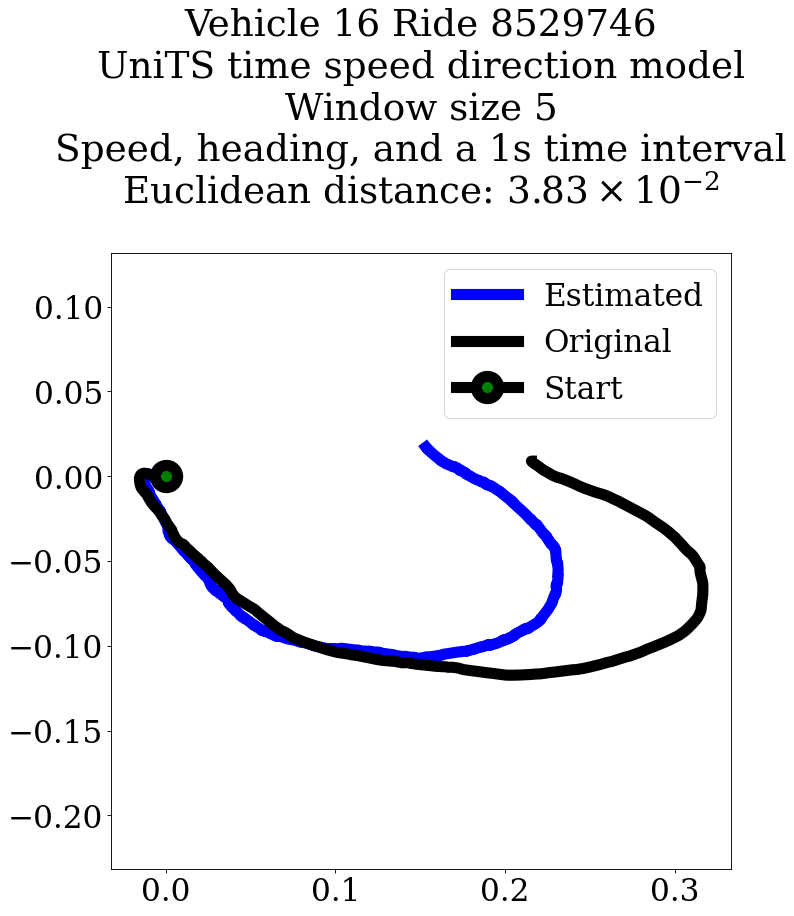 Vehicle 16 Ride 8529746
UniTS time speed direction model
Window size 5
Speed, heading, and a 1s time interval
Euclidean distance: 3.83 × 10⁻²
Estimated
Original
Start
0.10
0.05
0.00
−0.05
−0.10
−0.15
−0.20
0.0 0.1 0.2 0.3